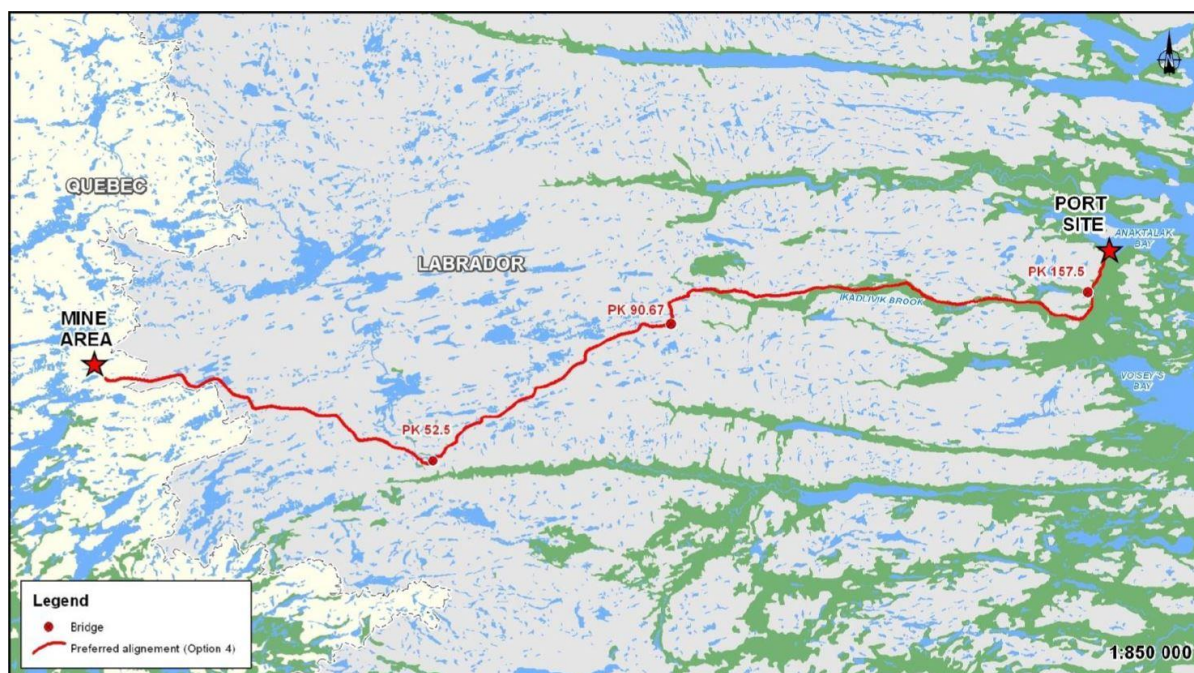 QUEBEC
LABRADOR
PORT
SITE
ANAKTALAK
BAY
PK 157.5
PK 90.67
IKADLIVIK BROOK
MINE
AREA
VOISEY'S
BAY
PK 52.5
Legend
Bridge
Preferred alignement (Option 4)
1:850 000